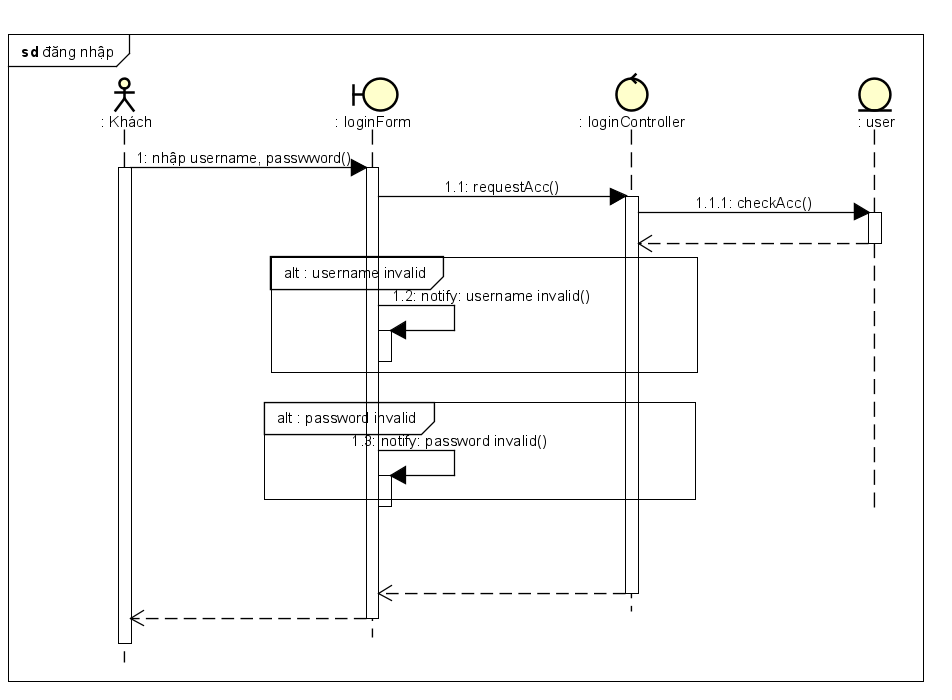 sd đăng nhập
: Khách
: loginForm
: loginController
: user
1: nhập username, passwword()
1.1: requestAcc()
1.1.1: checkAcc()
alt : username invalid
1.2: notify: username invalid()
alt : password invalid
1.3: notify: password invalid()